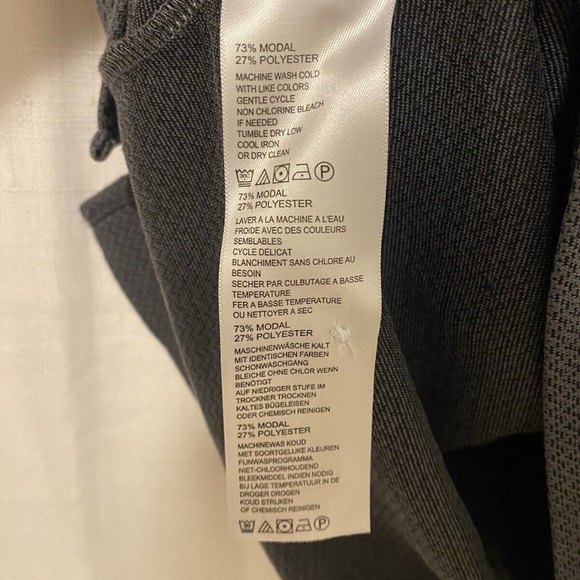 73% MODAL
27% POLYESTER
MACHINE WASH COLD
WITH LIKE COLORS
GENTLE CYCLE
NON CHLORINE BLEACH
IF NEEDED
TUMBLE DRY LOW
COOL IRON
OR DRY CLEAN
30C P
73% MODAL
27% POLYESTER
LAVER A LA MACHINE A L'EAU
FROIDE AVEC DES COULEURS
SEMBLABLES
CYCLE DELICAT
BLANCHIMENT SANS CHLORE AU
BESOIN
SECHER PAR CULBUTAGE A BASSE
TEMPERATURE
FER A BASSE TEMPERATURE
OU NETTOYER A SEC
73% MODAL
27% POLYESTER
MASCHINENWÄSCHE KALT
MIT IDENTISCHEN FARBEN
SCHONWASCHGANG
BLEICHE OHNE CHLOR WENN
BENÖTIGT
AUF NIEDRIGER STUFE IM
TROCKNER TROCKNEN
KALTES BÜGELEISEN
ODER CHEMISCH REINIGEN
73% MODAL
27% POLYESTER
MACHINEWAS KOUD
MET SOORTGELIJKE KLEUREN
FIJNWASPROGRAMMA
NIET-CHLOORHOUDEND
BLEEKMIDDEL INDIEN NODIG
BIJ LAGE TEMPERATUUR IN DE
DROGER DROGEN
KOUD STRIJKEN
OF CHEMISCH REINIGEN
P